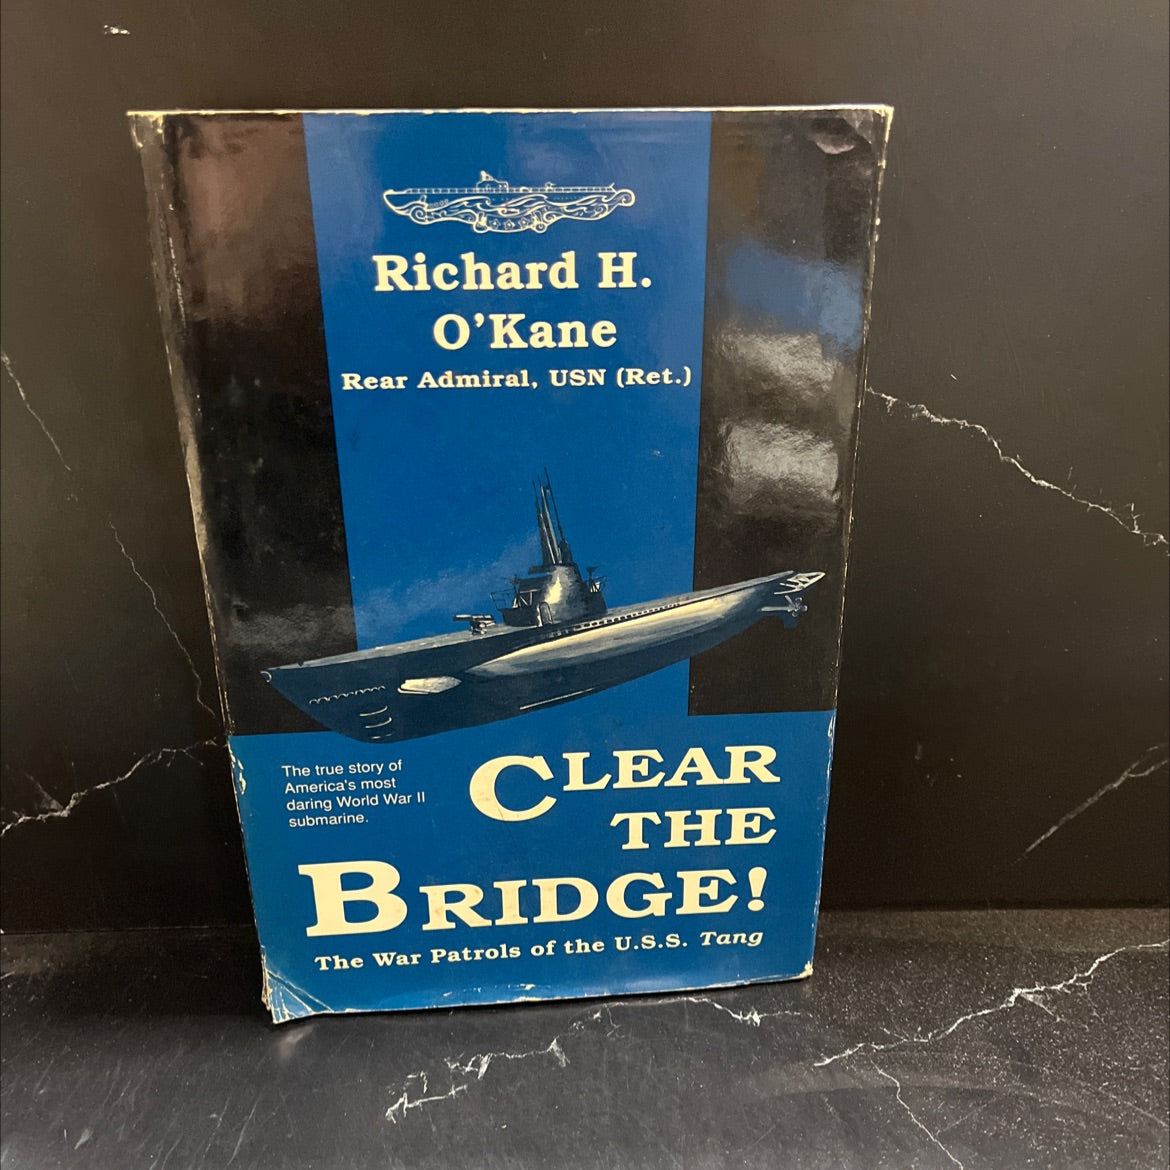 Richard H.
O'Kane
Rear Admiral, USN (Ret.)
The true story of
America's most
daring World War II
submarine.
CLEAR
THE
BRIDGE!
The War Patrols of the U.S.S. Tang